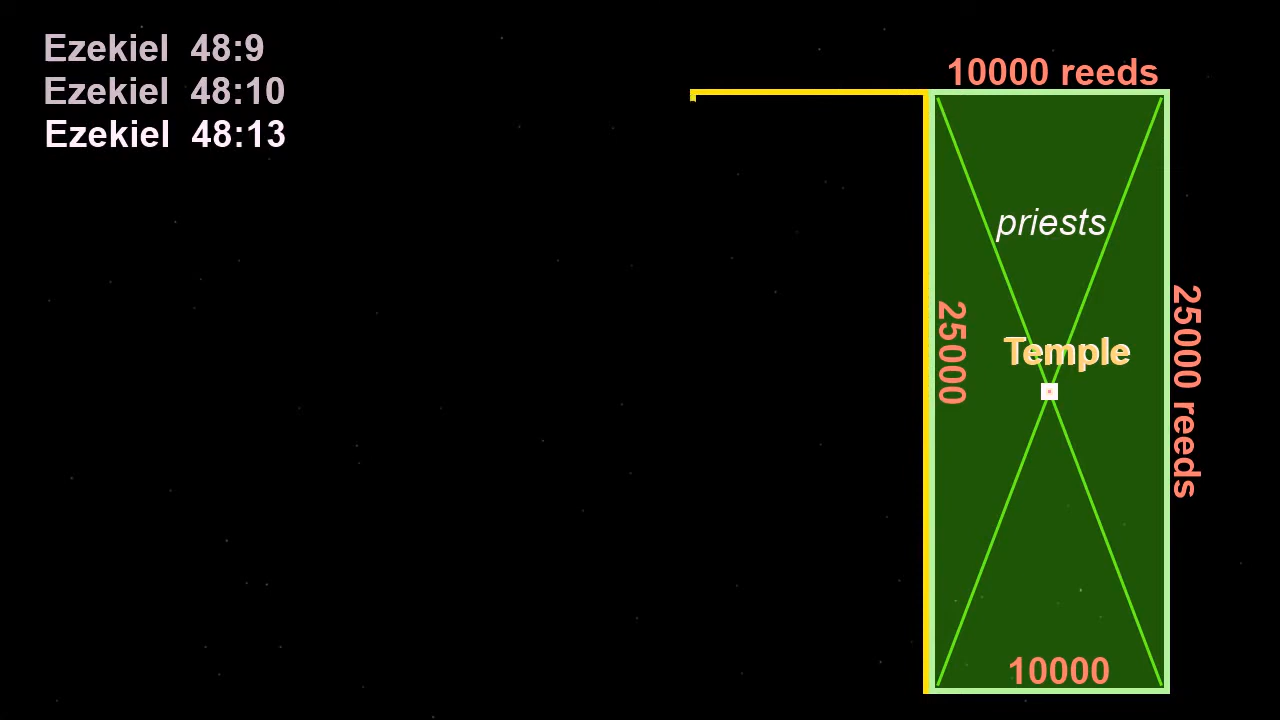 Ezekiel 48:9
Ezekiel 48:10
Ezekiel 48:13
10000 reeds
priests
25000
Temple
25000 reeds
10000